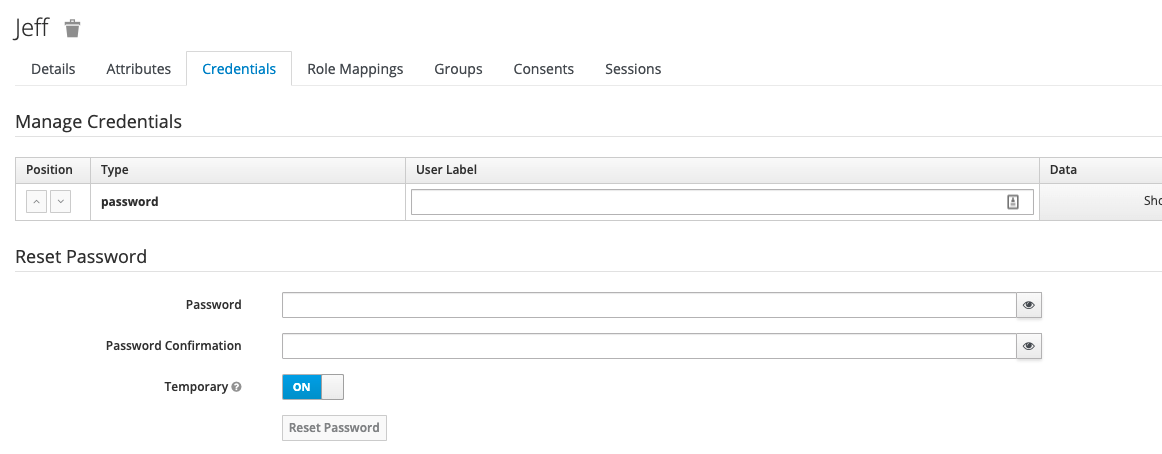 Jeff
Details Attributes Credentials Role Mappings Groups Consents Sessions
Manage Credentials
Position Type User Label Data
password Sho
Reset Password
Password
Password Confirmation
Temporary ON
Reset Password